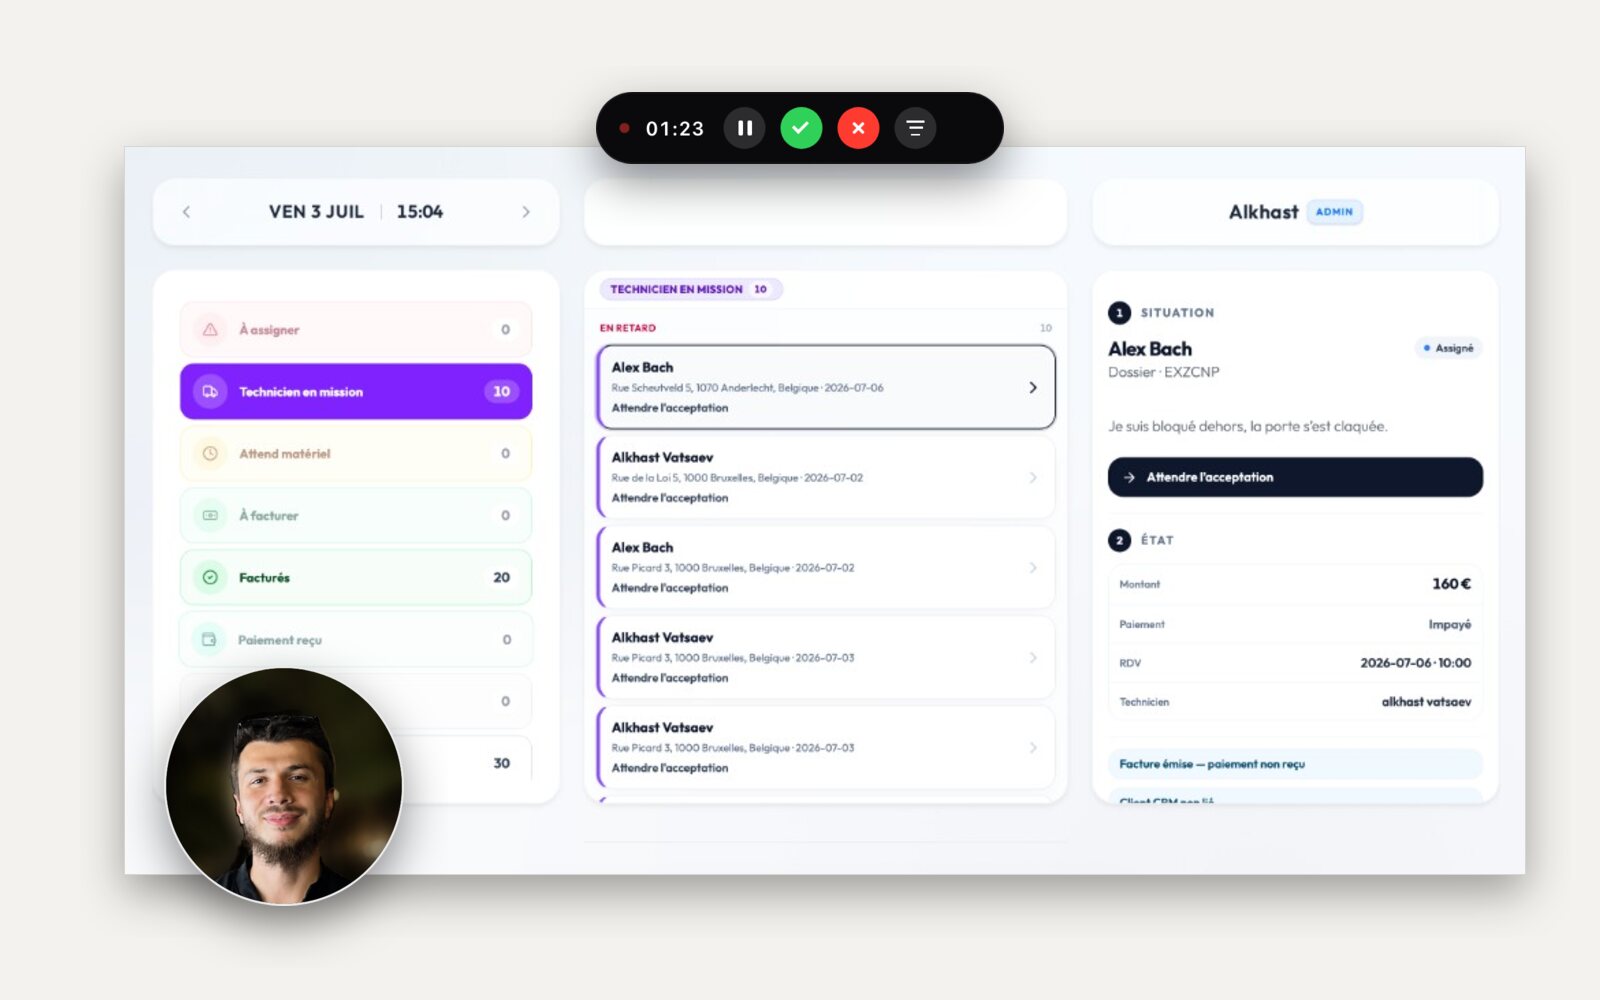 01:23
VEN 3 JUIL | 15:04
Alkhast ADMIN
À assigner 0
Technicien en mission 10
Attend matériel 0
À facturer 0
Facturés 20
Paiement reçu 0
0
30
TECHNICIEN EN MISSION 10
EN RETARD 10
Alex Bach
Rue Scheutveld 5, 1070 Anderlecht, Belgique · 2026-07-06
Attendre l'acceptation
Alkhast Vatsaev
Rue de la Loi 5, 1000 Bruxelles, Belgique · 2026-07-02
Attendre l'acceptation
Alex Bach
Rue Picard 3, 1000 Bruxelles, Belgique · 2026-07-02
Attendre l'acceptation
Alkhast Vatsaev
Rue Picard 3, 1000 Bruxelles, Belgique · 2026-07-03
Attendre l'acceptation
Alkhast Vatsaev
Rue Picard 3, 1000 Bruxelles, Belgique · 2026-07-03
Attendre l'acceptation
1 SITUATION
Alex Bach
Assigné
Dossier · EXZCNP
Je suis bloqué dehors, la porte s'est claquée.
Attendre l'acceptation
2 ÉTAT
Montant 160 €
Paiement Impayé
RDV 2026-07-06 · 10:00
Technicien alkhast vatsaev
Facture émise — paiement non reçu
Client CRM non lié